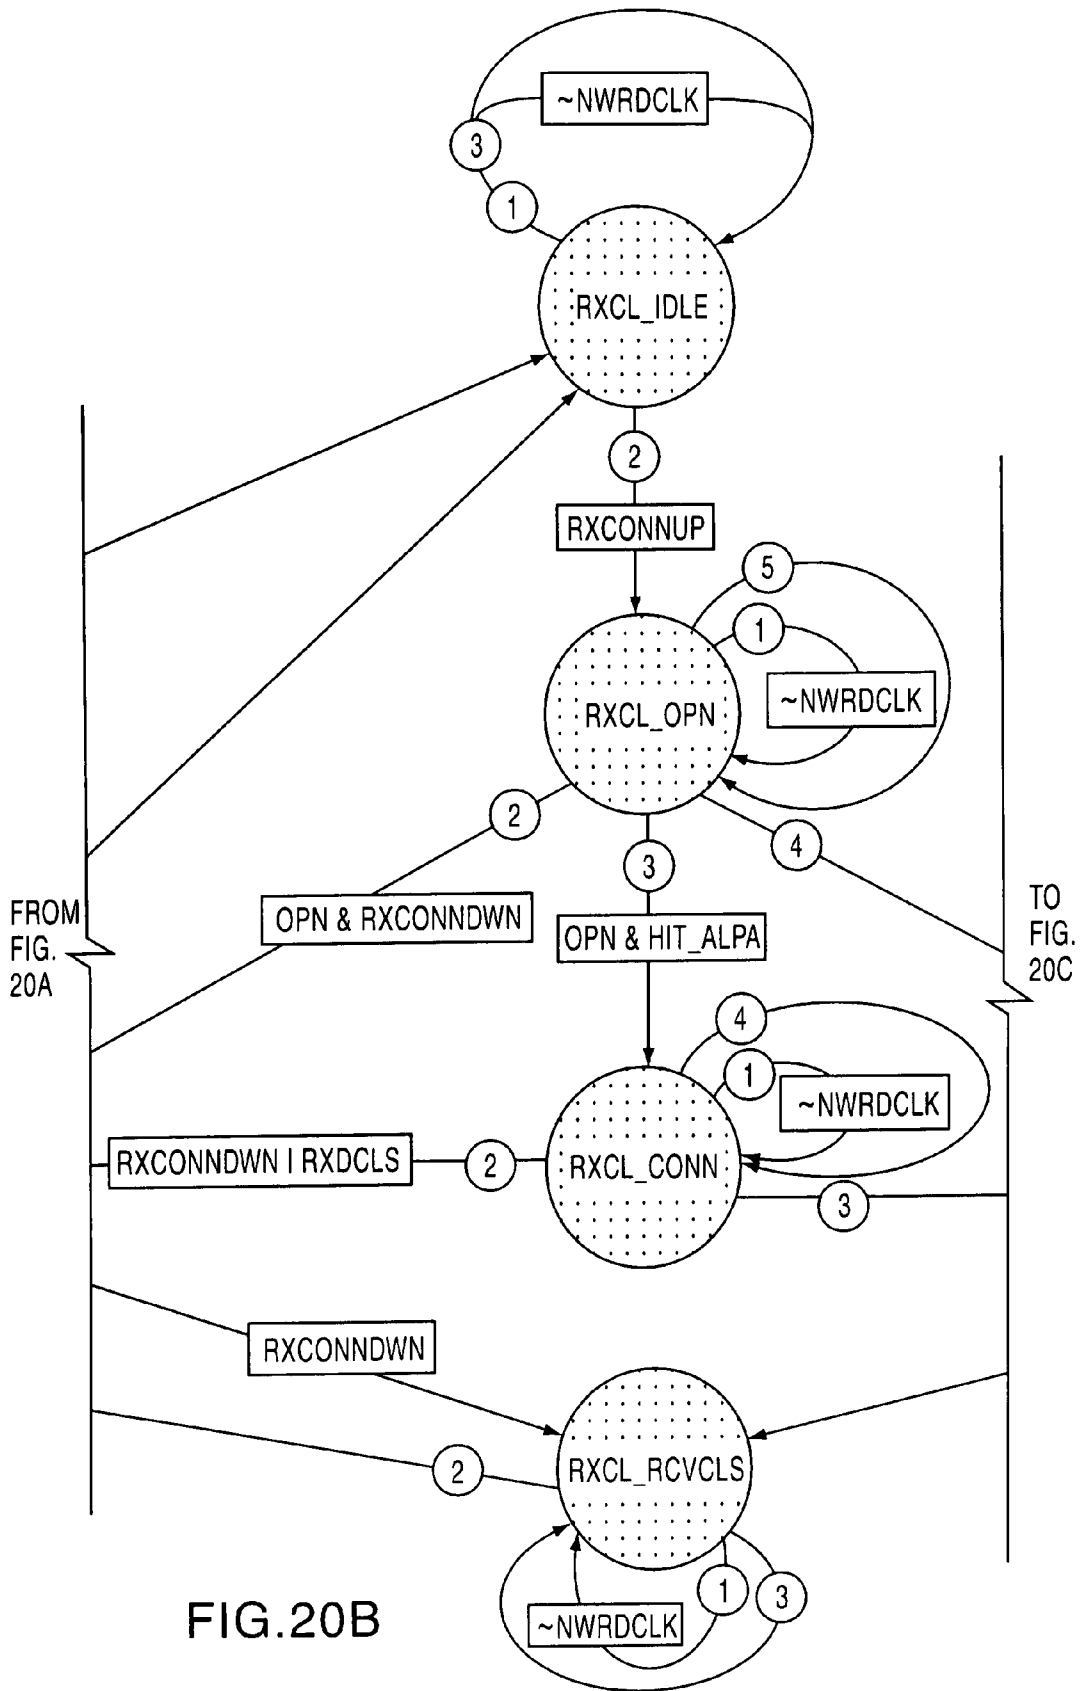 ~NWRDCLK
3
1
RXCL_IDLE
2
RXCONNUP
5
1
~NWRDCLK
RXCL_OPN
2
4
3
OPN & RXCONNDWN
OPN & HIT_ALPA
FROM
FIG.
20A
TO
FIG.
20C
4
1
~NWRDCLK
RXCONNDWN | RXDCLS
2
RXCL_CONN
3
RXCONNDWN
RXCL_RCVCLS
2
1
3
~NWRDCLK
FIG.20B